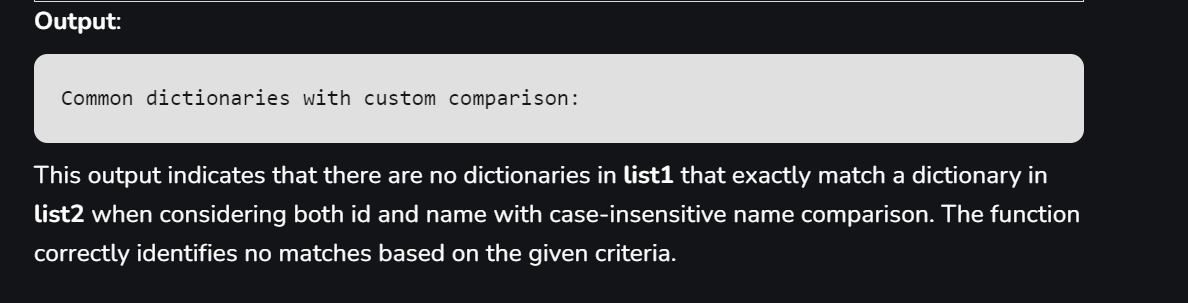 Output:
Common dictionaries with custom comparison:
This output indicates that there are no dictionaries in list1 that exactly match a dictionary in
list2 when considering both id and name with case-insensitive name comparison. The function
correctly identifies no matches based on the given criteria.